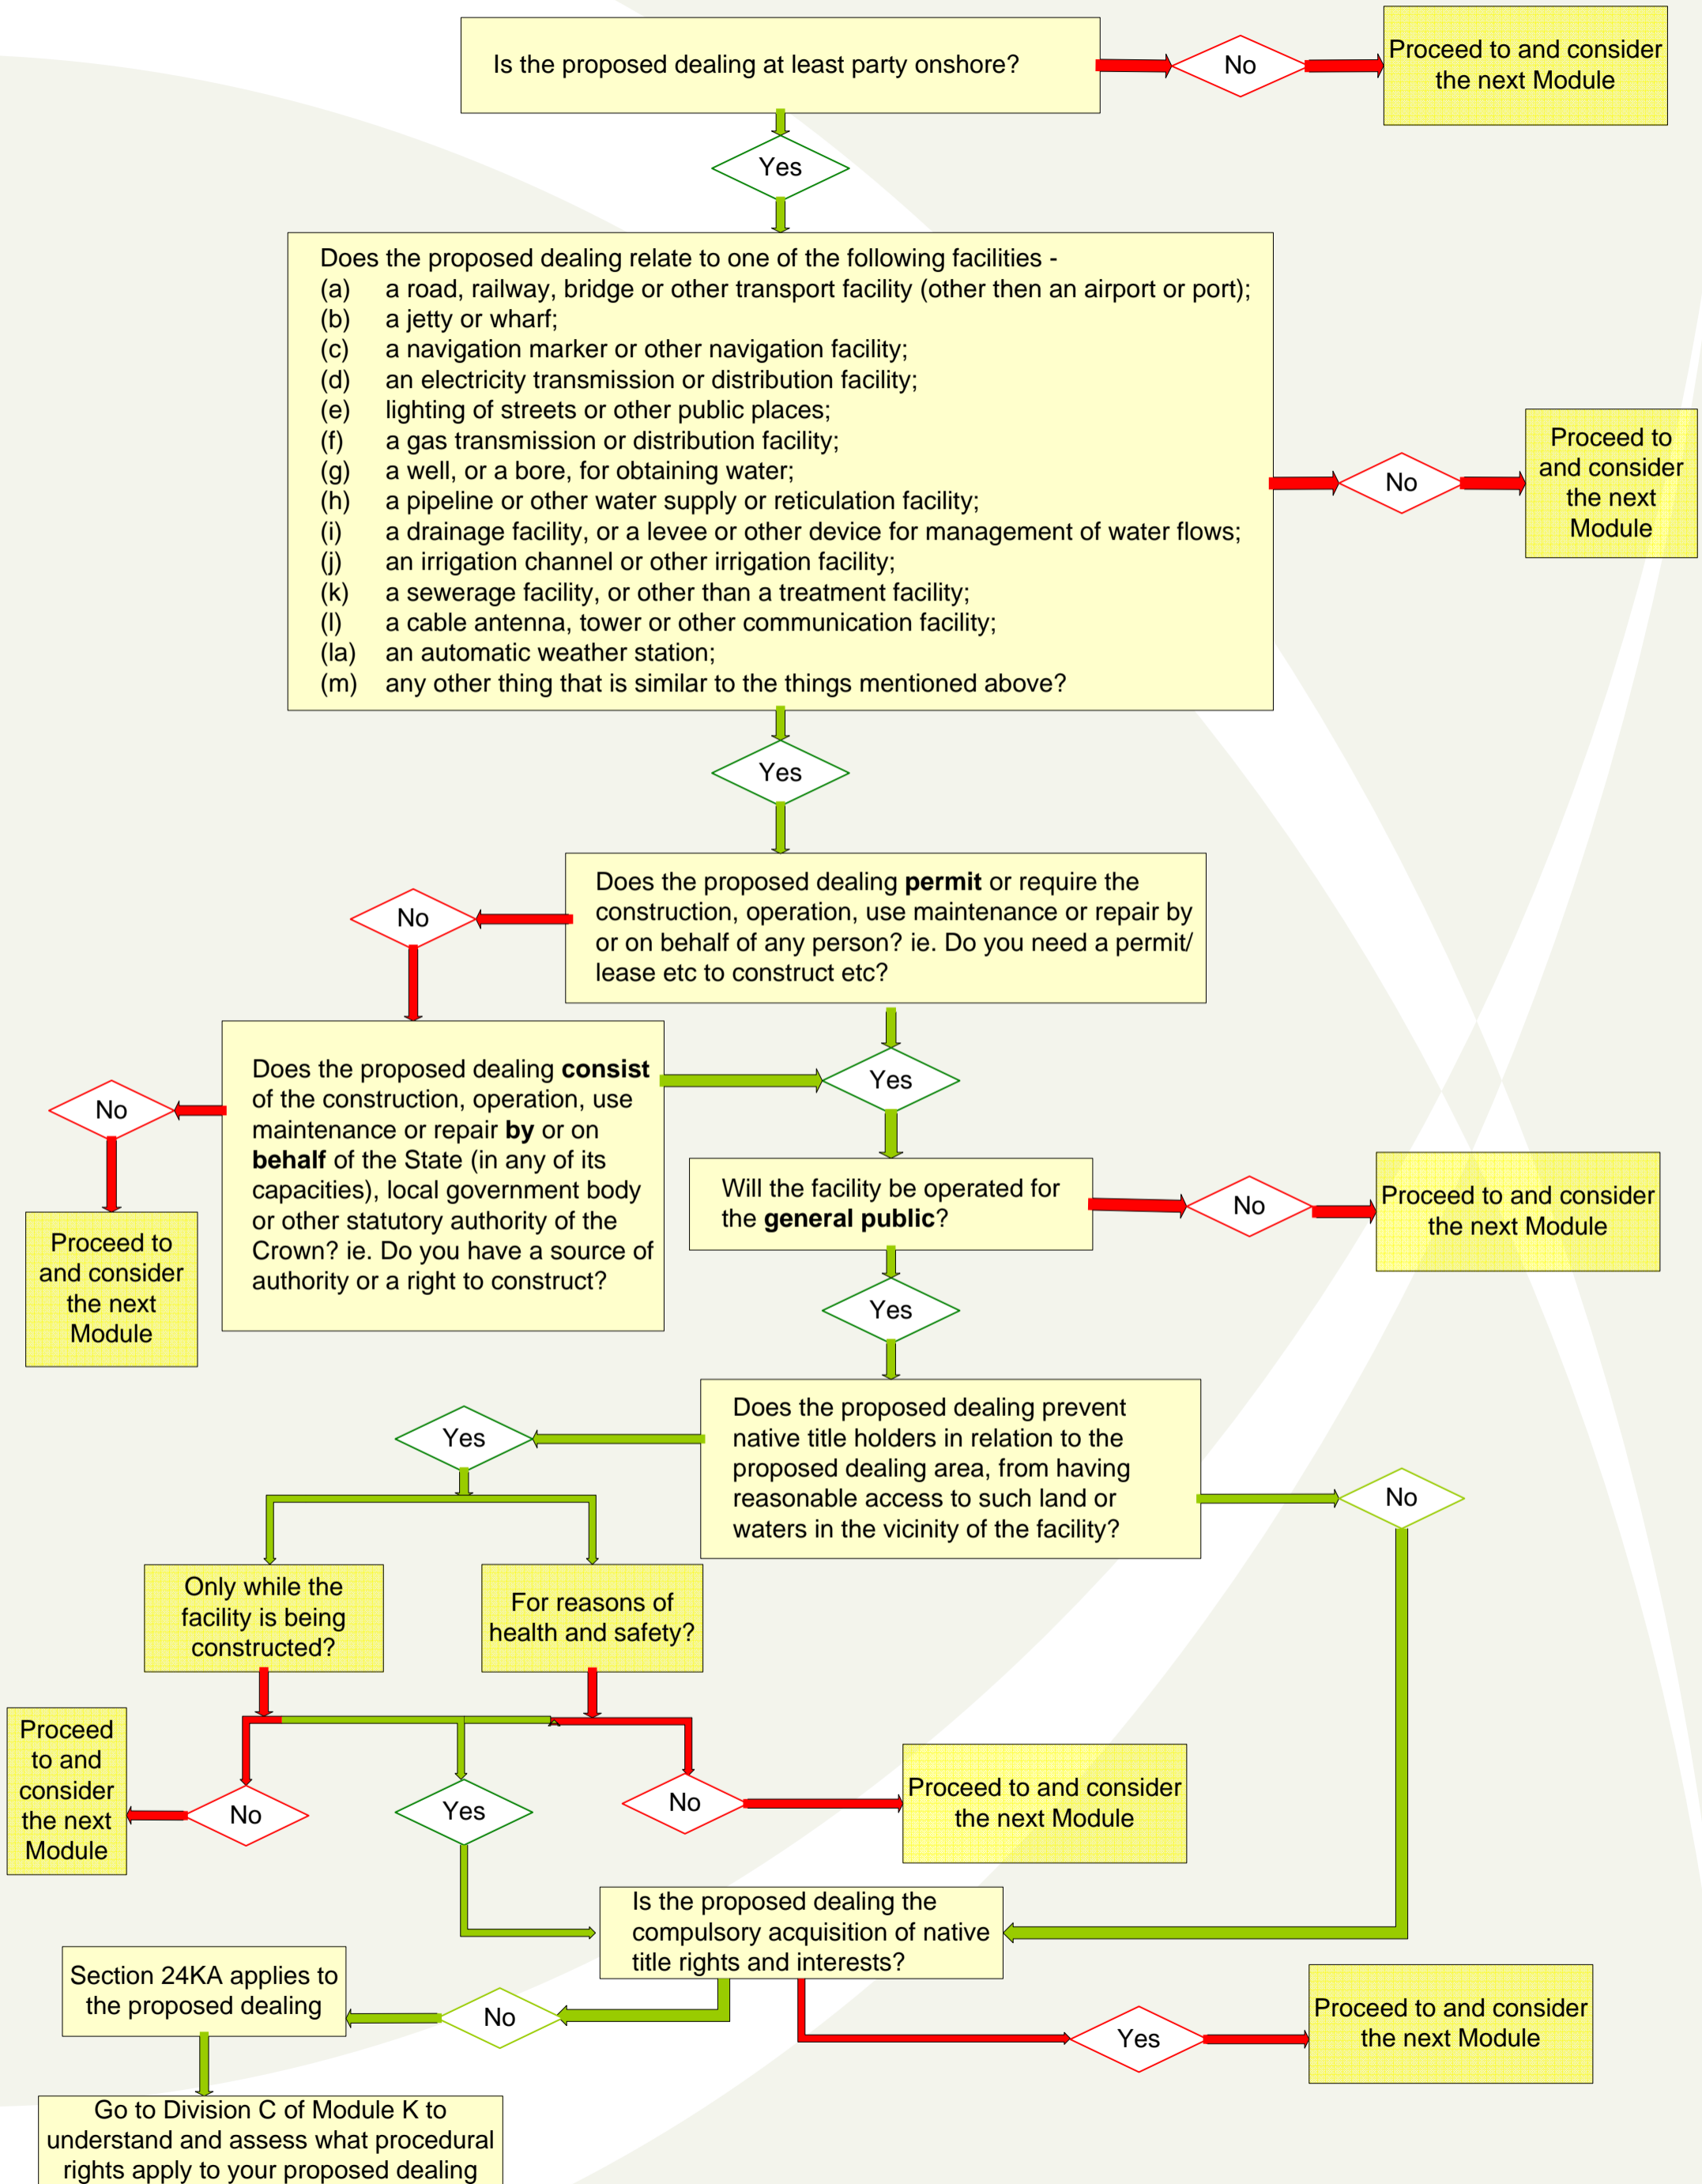 Is the proposed dealing at least party onshore?
No
Proceed to and consider
the next Module
Yes
Does the proposed dealing relate to one of the following facilities -
(a) a road, railway, bridge or other transport facility (other then an airport or port);
(b) a jetty or wharf;
(c) a navigation marker or other navigation facility;
(d) an electricity transmission or distribution facility;
(e) lighting of streets or other public places;
(f) a gas transmission or distribution facility;
(g) a well, or a bore, for obtaining water;
(h) a pipeline or other water supply or reticulation facility;
(i) a drainage facility, or a levee or other device for management of water flows;
(j) an irrigation channel or other irrigation facility;
(k) a sewerage facility, or other than a treatment facility;
(l) a cable antenna, tower or other communication facility;
(la) an automatic weather station;
(m) any other thing that is similar to the things mentioned above?
No
Proceed to
and consider
the next
Module
Yes
Does the proposed dealing permit or require the
construction, operation, use maintenance or repair by
or on behalf of any person? ie. Do you need a permit/
lease etc to construct etc?
No
Does the proposed dealing consist
of the construction, operation, use
maintenance or repair by or on
behalf of the State (in any of its
capacities), local government body
or other statutory authority of the
Crown? ie. Do you have a source of
authority or a right to construct?
No
Proceed to
and consider
the next
Module
Yes
Will the facility be operated for
the general public?
No
Proceed to and consider
the next Module
Yes
Does the proposed dealing prevent
native title holders in relation to the
proposed dealing area, from having
reasonable access to such land or
waters in the vicinity of the facility?
Yes
No
Only while the
facility is being
constructed?
For reasons of
health and safety?
Proceed
to and
consider
the next
Module
No
Yes
No
Proceed to and consider
the next Module
Is the proposed dealing the
compulsory acquisition of native
title rights and interests?
Section 24KA applies to
the proposed dealing
No
Yes
Proceed to and consider
the next Module
Go to Division C of Module K to
understand and assess what procedural
rights apply to your proposed dealing